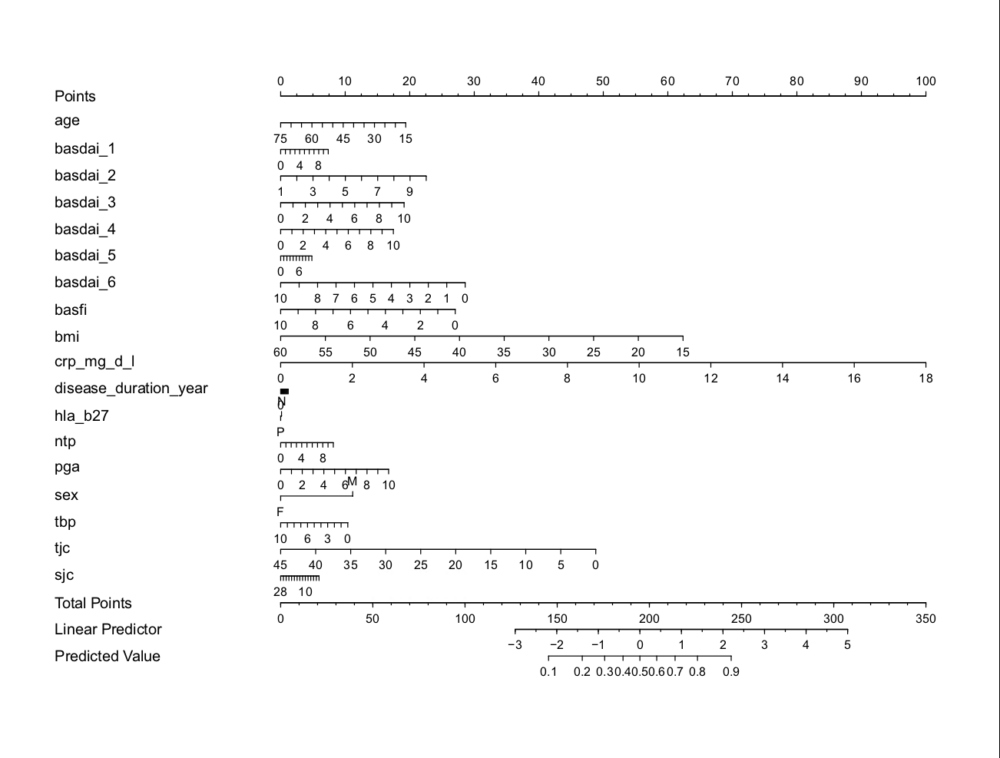 0 10 20 30 40 50 60 70 80 90 100
Points
age
75 60 45 30 15
basdai_1
0 4 8
basdai_2
1 3 5 7 9
basdai_3
0 2 4 6 8 10
basdai_4
0 2 4 6 8 10
basdai_5
0 6
basdai_6
10 8 7 6 5 4 3 2 1 0
basfi
10 8 6 4 2 0
bmi
60 55 50 45 40 35 30 25 20 15
crp_mg_d_l
0 2 4 6 8 10 12 14 16 18
disease_duration_year
0
N
hla_b27
P
ntp
0 4 8
pga
0 2 4 6 8 10
M
sex
F
tbp
10 6 3 0
tjc
45 40 35 30 25 20 15 10 5 0
sjc
28 10
Total Points
0 50 100 150 200 250 300 350
Linear Predictor
−3 −2 −1 0 1 2 3 4 5
Predicted Value
0.1 0.2 0.3 0.4 0.5 0.6 0.7 0.8 0.9